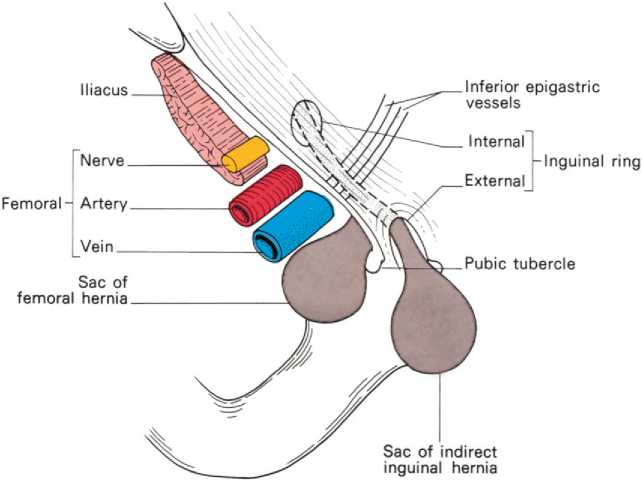 Iliacus
Nerve
Femoral
Artery
Vein
Sac of
femoral hernia
Inferior epigastric
vessels
Internal
Inguinal ring
External
Pubic tubercle
Sac of indirect
inguinal hernia